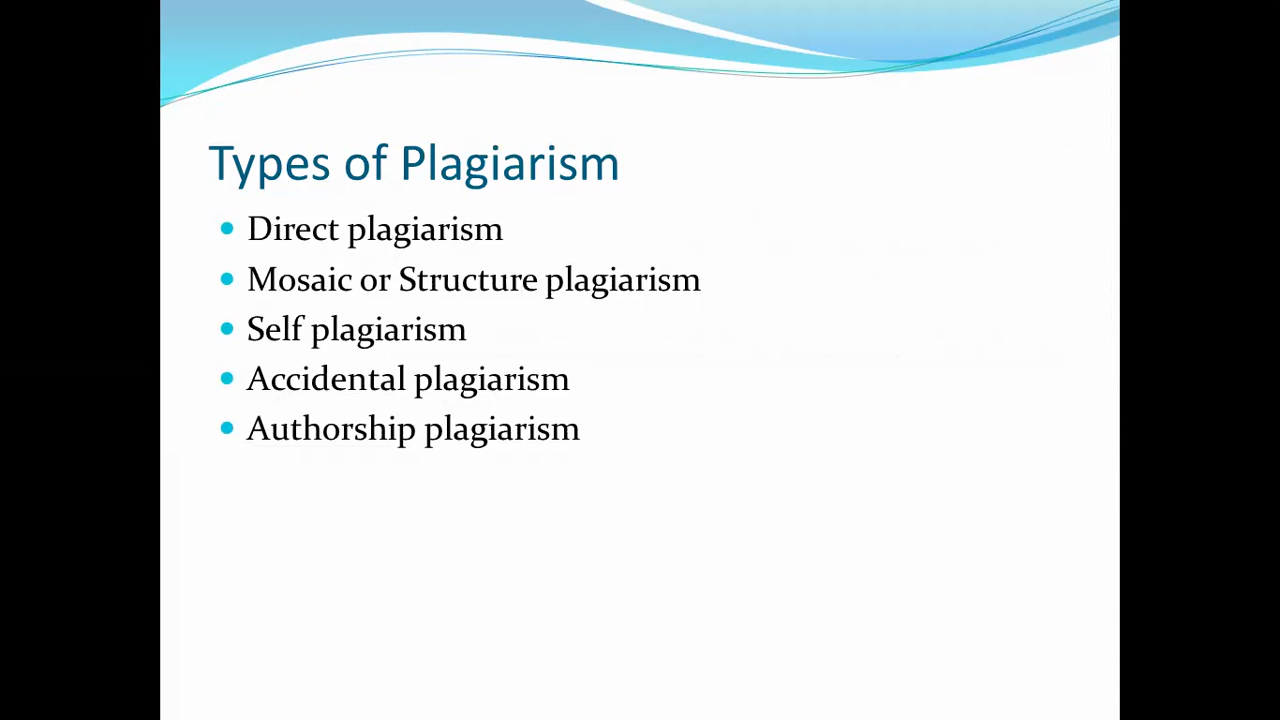 Types of Plagiarism
• Direct plagiarism
• Mosaic or Structure plagiarism
• Self plagiarism
• Accidental plagiarism
• Authorship plagiarism